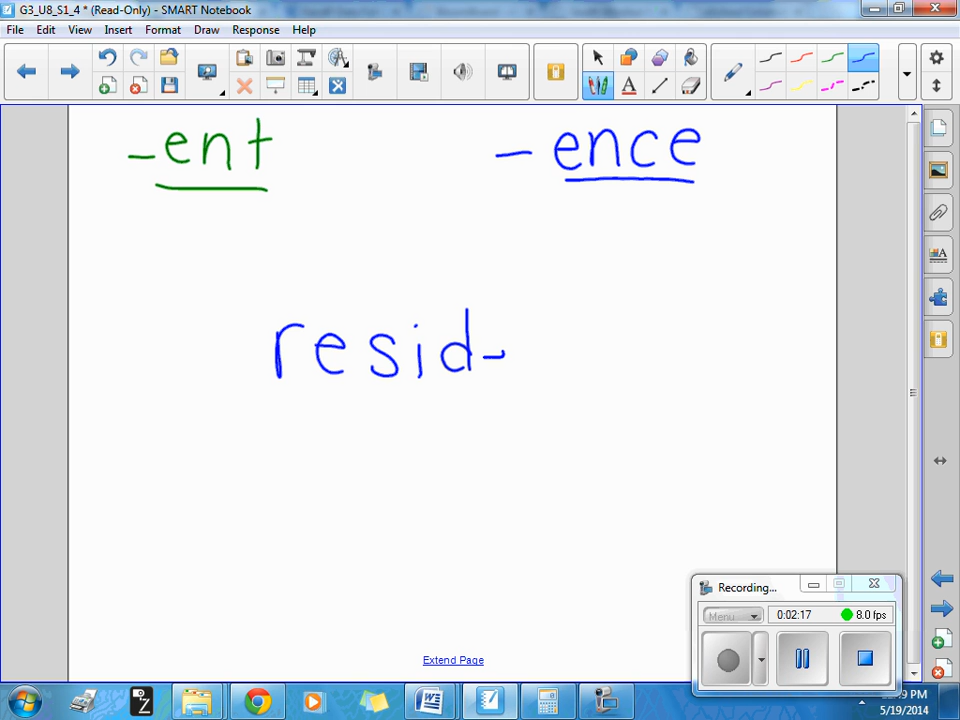 G3_U8_S1_4 * (Read-Only) - SMART Notebook
File Edit View Insert Format Draw Response Help
-ent -ence
resid-
Recording...
Menu 0:02:17 8.0 fps
Extend Page
5/19/2014